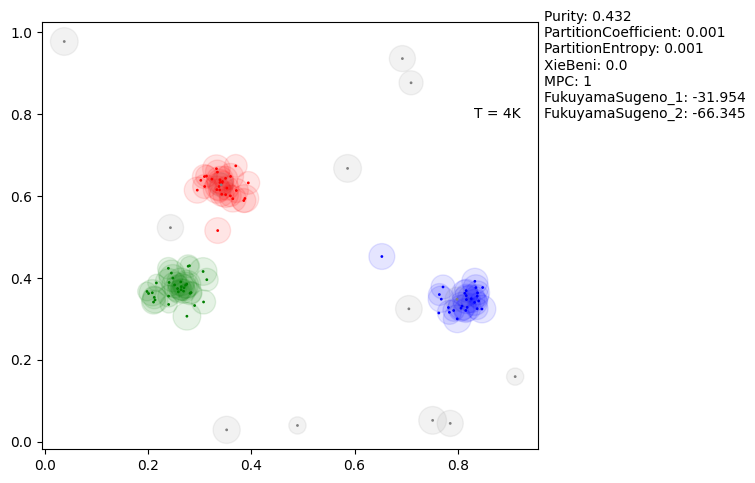 Purity: 0.432
PartitionCoefficient: 0.001
PartitionEntropy: 0.001
XieBeni: 0.0
MPC: 1
FukuyamaSugeno_1: -31.954
FukuyamaSugeno_2: -66.345
T = 4K
1.0
0.8
0.6
0.4
0.2
0.0
0.0 0.2 0.4 0.6 0.8